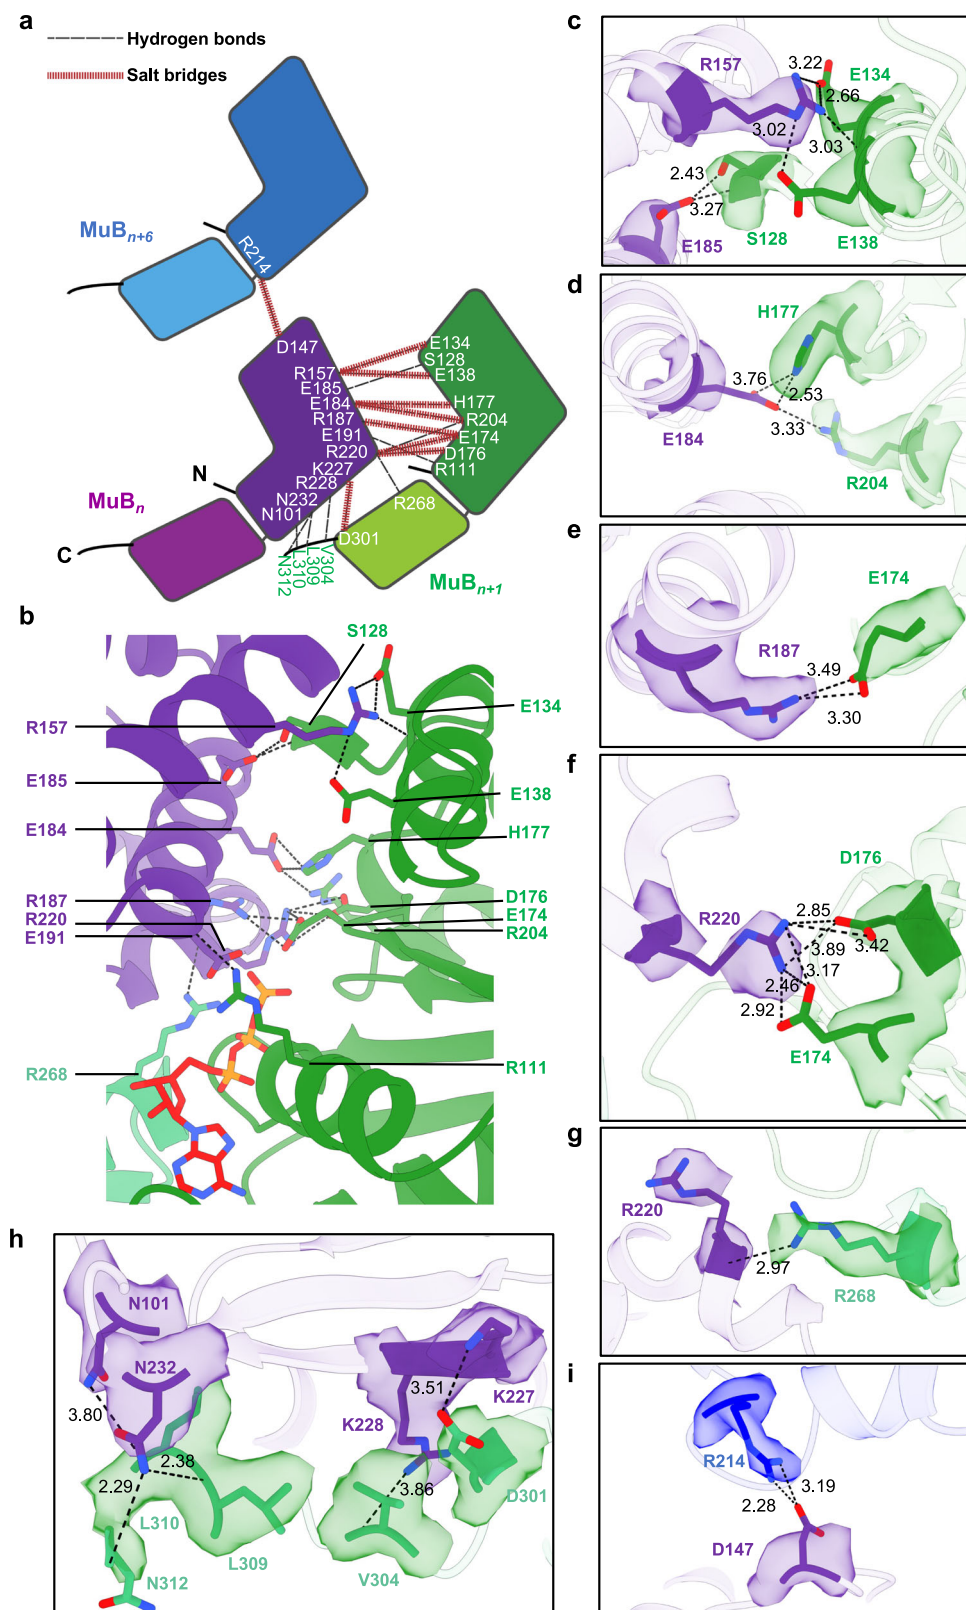 a
Hydrogen bonds
Salt bridges
MuBn+6
R214
D147
R157
E185
E184
R187
E191
R220
K227
R228
N232
N101
E134
S128
E138
H177
R204
E174
D176
R111
R268
D301
N
MuBn
C
N312
L310
L309
V304
MuBn+1
b
S128
R157
E134
E185
E138
E184
H177
R187
R220
E191
D176
E174
R204
R268
R111
c
R157
3.22
E134
2.66
3.02
3.03
2.43
3.27
E185
S128
E138
d
H177
3.76
2.53
E184
3.33
R204
e
E174
R187
3.49
3.30
f
D176
R220
2.85
3.42
3.89
3.17
2.46
2.92
E174
g
R220
2.97
R268
h
N101
N232
3.80
3.51
K227
K228
2.38
2.29
3.86
D301
L310
L309
V304
N312
i
R214
3.19
2.28
D147